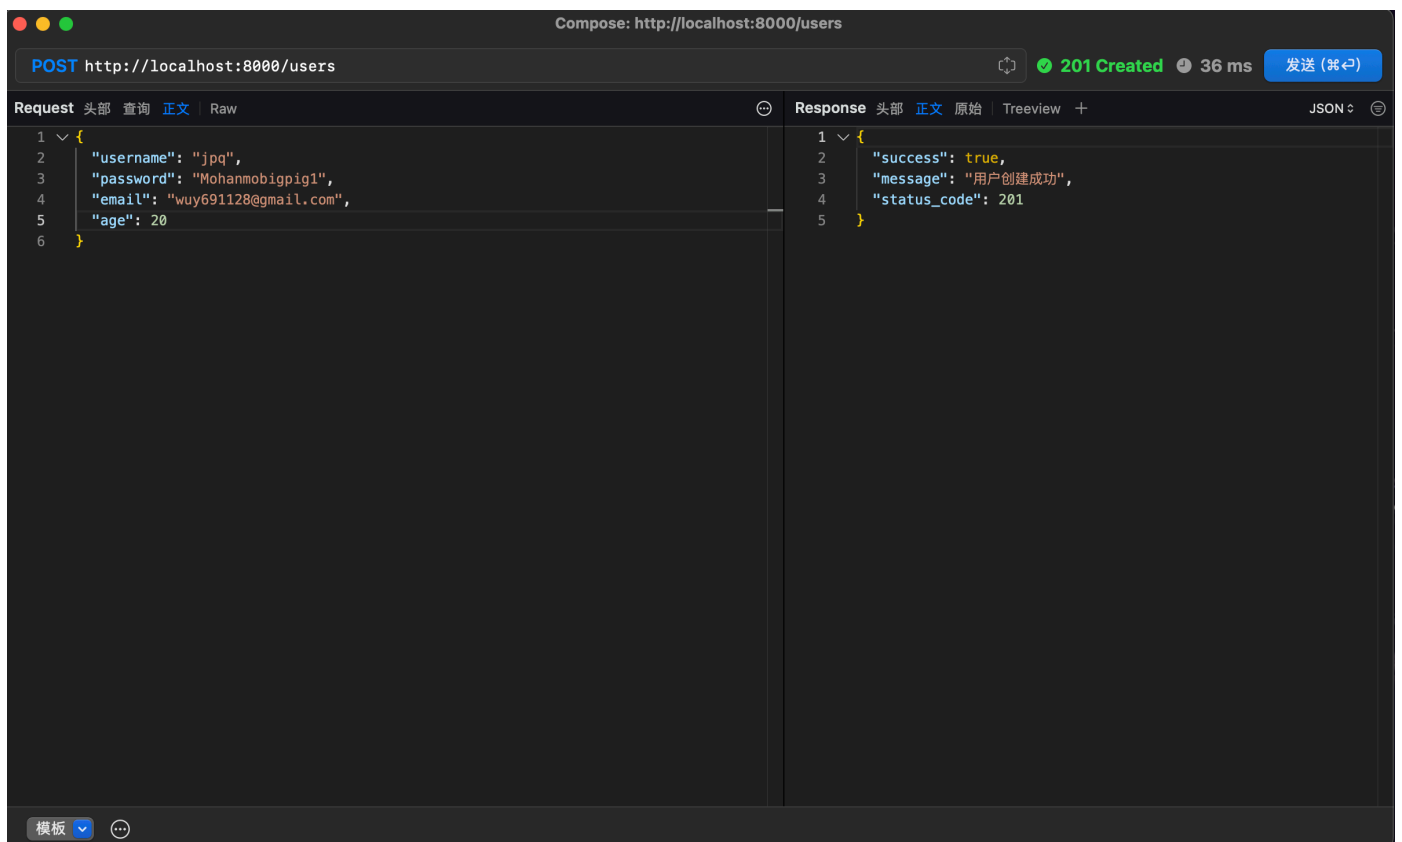 Compose: http://localhost:8000/users
POST http://localhost:8000/users
201 Created 36 ms 发送 (⌘⏎)
Request 头部 查询 正文 Raw
1 {
2 "username": "jpq",
3 "password": "Mohanmobigpig1",
4 "email": "wuy691128@gmail.com",
5 "age": 20
6 }
Response 头部 正文 原始 Treeview + JSON
1 {
2 "success": true,
3 "message": "用户创建成功",
4 "status_code": 201
5 }
模板